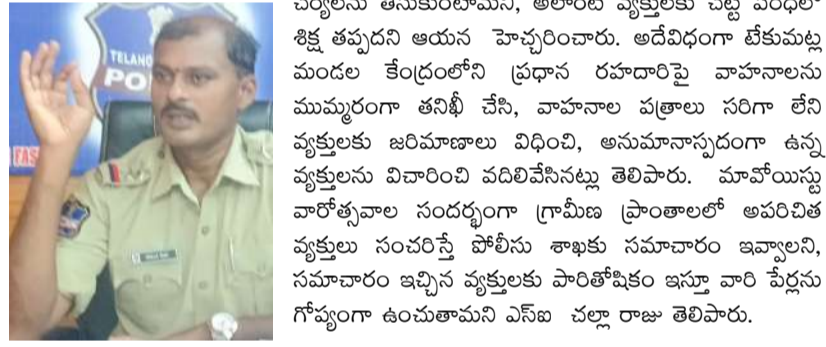 TELANG
PO
FAS
చర్యలను తీసుకుంటామని, అలాంటి వ్యక్తులకు చట్ట పరిధిలో
శిక్ష తప్పదని ఆయన హెచ్చరించారు. అదేవిధంగా టేకుమట్ల
మండల కేంద్రంలోని ప్రధాన రహదారిపై వాహనాలను
ముమ్మరంగా తనిఖీ చేసి, వాహనాల పత్రాలు సరిగా లేని
వ్యక్తులకు జరిమాణాలు విధించి, అనుమానాస్పదంగా ఉన్న
వ్యక్తులను విచారించి వదిలివేసినట్లు తెలిపారు. మావోయిస్టు
వారోత్సవాల సందర్భంగా గ్రామీణ ప్రాంతాలలో అపరిచిత
వ్యక్తులు సంచరిస్తే పోలీసు శాఖకు సమాచారం ఇవ్వాలని,
సమాచారం ఇచ్చిన వ్యక్తులకు పారితోషికం ఇస్తూ వారి పేర్లను
గోప్యంగా ఉంచుతామని ఎస్ఐ చల్లా రాజు తెలిపారు.